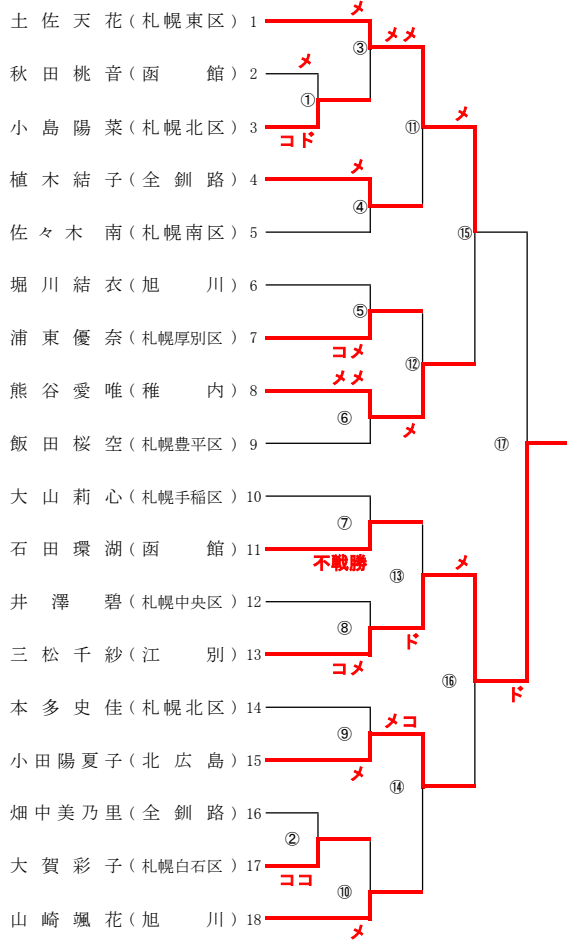 土佐天花(札幌東区) 1
秋田桃音(函館) 2
小島陽菜(札幌北区) 3
植木結子(全釧路) 4
佐々木南(札幌南区) 5
堀川結衣(旭川) 6
浦東優奈(札幌厚別区) 7
熊谷愛唯(稚内) 8
飯田桜空(札幌豊平区) 9
大山莉心(札幌手稲区) 10
石田環湖(函館) 11
井澤碧(札幌中央区) 12
三松千紗(江別) 13
本多史佳(札幌北区) 14
小田陽夏子(北広島) 15
畑中美乃里(全釧路) 16
大賀彩子(札幌白石区) 17
山崎颯花(旭川) 18
メ
①
コド
②
ココ
メ
③
メ
④
⑤
コメ
メメ
⑥
⑦
不戦勝
⑧
コメ
⑨
メ
⑩
メ
メメ
⑪
⑫
メ
⑬
ド
メコ
⑭
メ
⑮
メ
⑯
⑰
ド